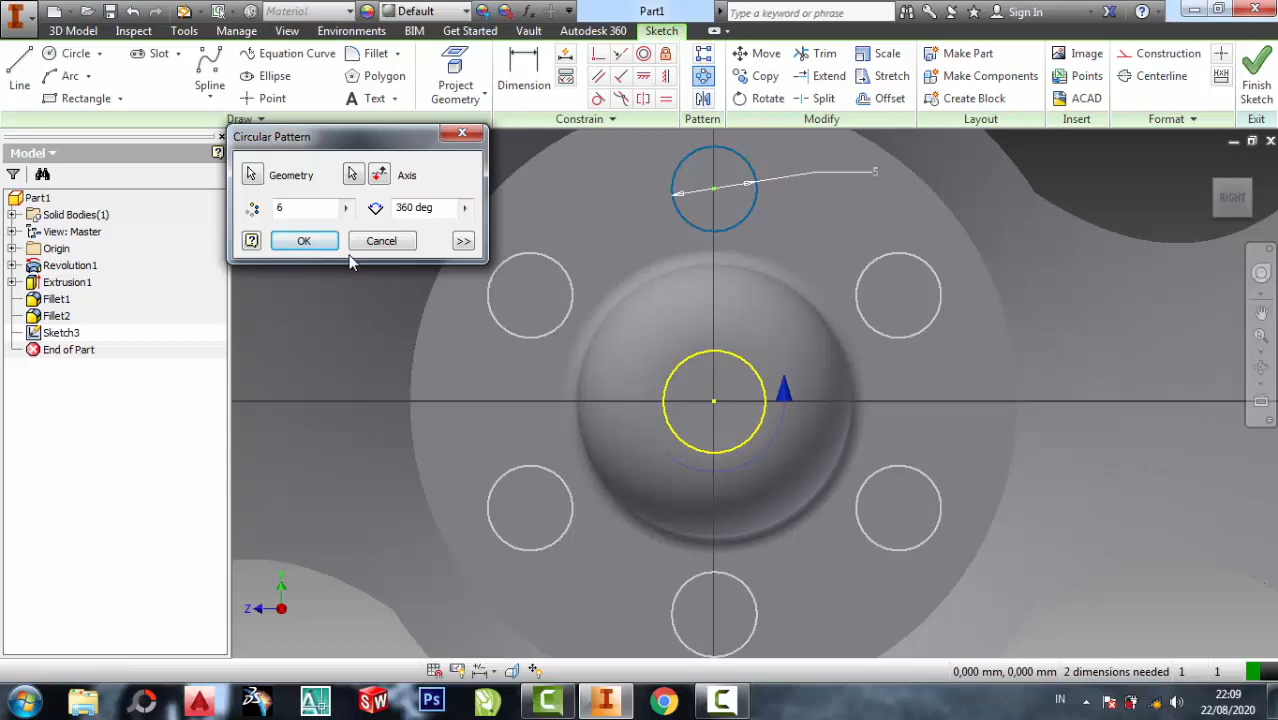 Material Default fx Part1 Type a keyword or phrase Sign In
3D Model Inspect Tools Manage View Environments BIM Get Started Vault Autodesk 360 Sketch
Line Circle Arc Rectangle Slot Spline Equation Curve Ellipse Point Fillet Polygon Text Project Geometry Dimension Move Copy Rotate Trim Extend Split Scale Stretch Offset Make Part Make Components Create Block Image Points ACAD Construction Centerline Finish Sketch
Draw Constrain Pattern Modify Layout Insert Format Exit
Circular Pattern
Geometry Axis
6 360 deg
OK Cancel >>
Model
Part1
Solid Bodies(1)
View: Master
Origin
Revolution1
Extrusion1
Fillet1
Fillet2
Sketch3
End of Part
5
RIGHT
Y
Z
0,000 mm, 0,000 mm 2 dimensions needed 1 1
IN 22:09
22/08/2020